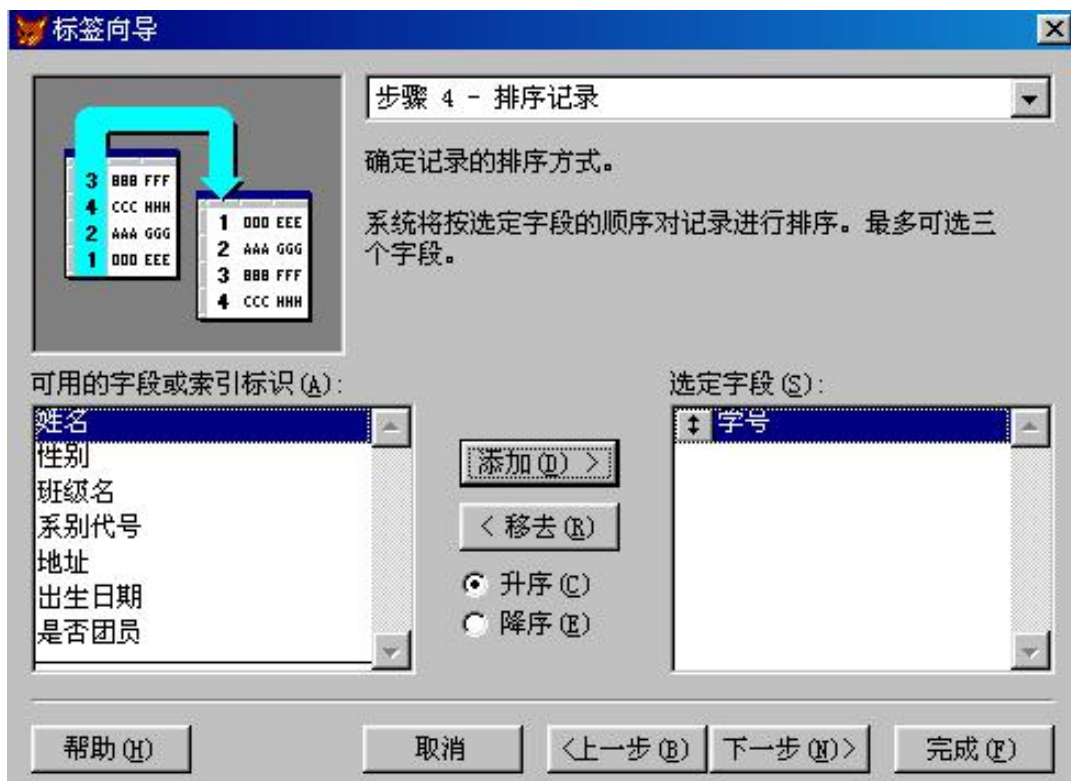 标签向导
步骤 4 - 排序记录
确定记录的排序方式。
系统将按选定字段的顺序对记录进行排序。最多可选三
个字段。
3 BBB FFF
4 CCC HHH
2 AAA GGG
1 DDD EEE
1 DDD EEE
2 AAA GGG
3 BBB FFF
4 CCC HHH
可用的字段或索引标识(A):
姓名
性别
班级名
系别代号
地址
出生日期
是否团员
添加(D) >
< 移去(R)
升序(C)
降序(E)
选定字段(S):
学号
帮助(H)
取消
<上一步(B)
下一步(N)>
完成(F)